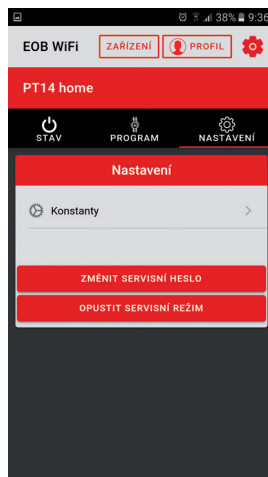 38% 9:36
EOB WiFi ZAŘÍZENÍ PROFIL
PT14 home
STAV PROGRAM NASTAVENÍ
Nastavení
Konstanty
ZMĚNIT SERVISNÍ HESLO
OPUSTIT SERVISNÍ REŽIM